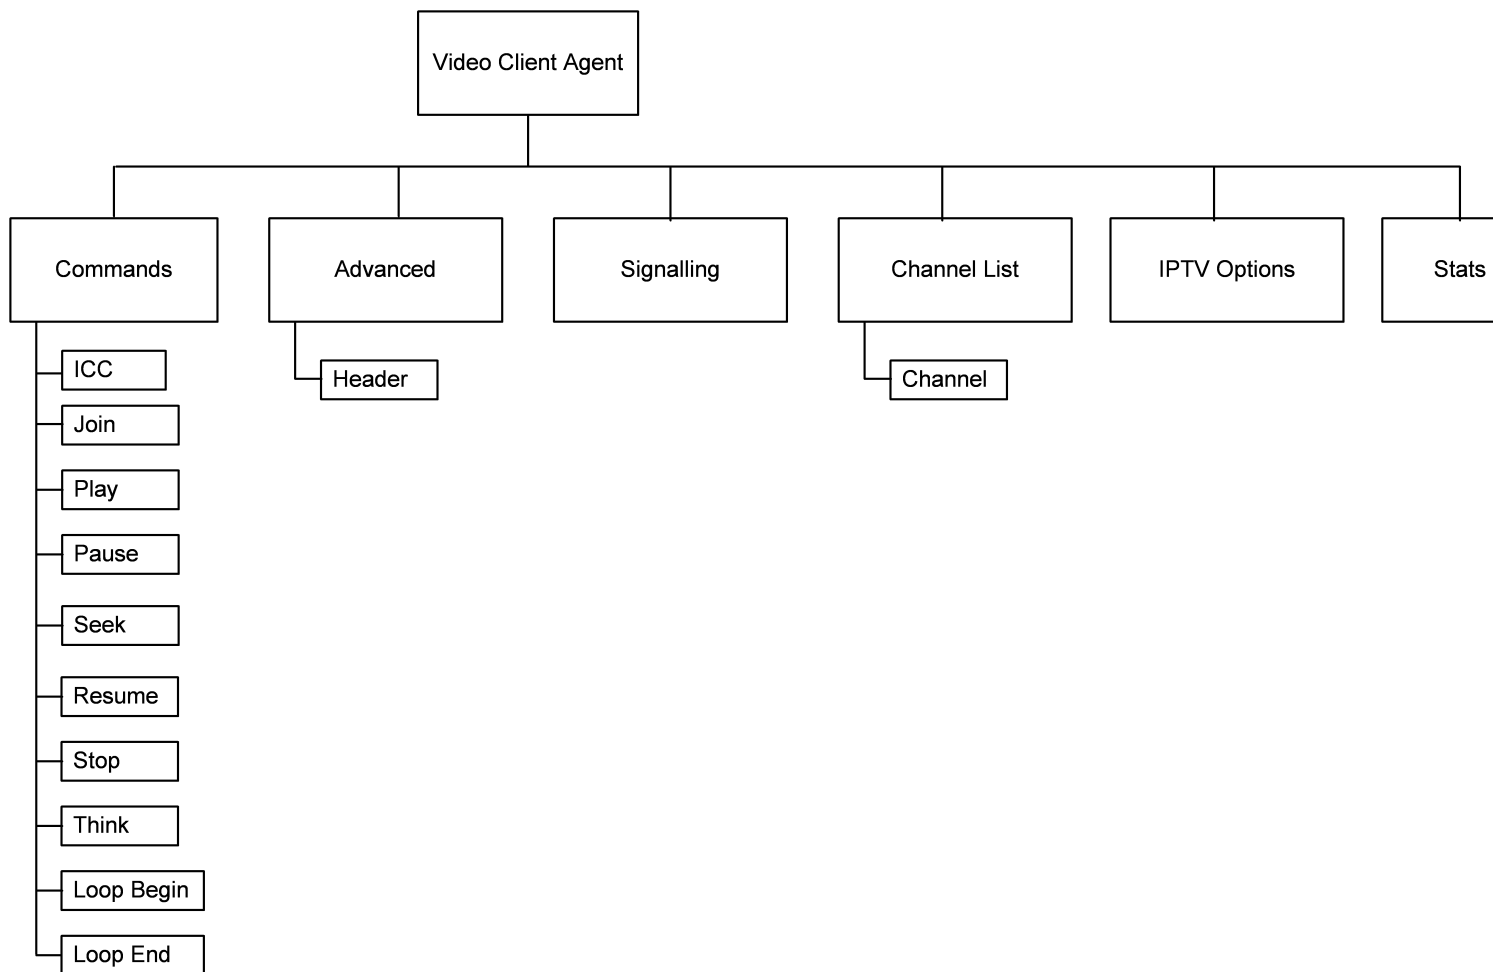 Video Client Agent
Commands
Advanced
Signalling
Channel List
IPTV Options
Stats
ICC
Header
Channel
Join
Play
Pause
Seek
Resume
Stop
Think
Loop Begin
Loop End